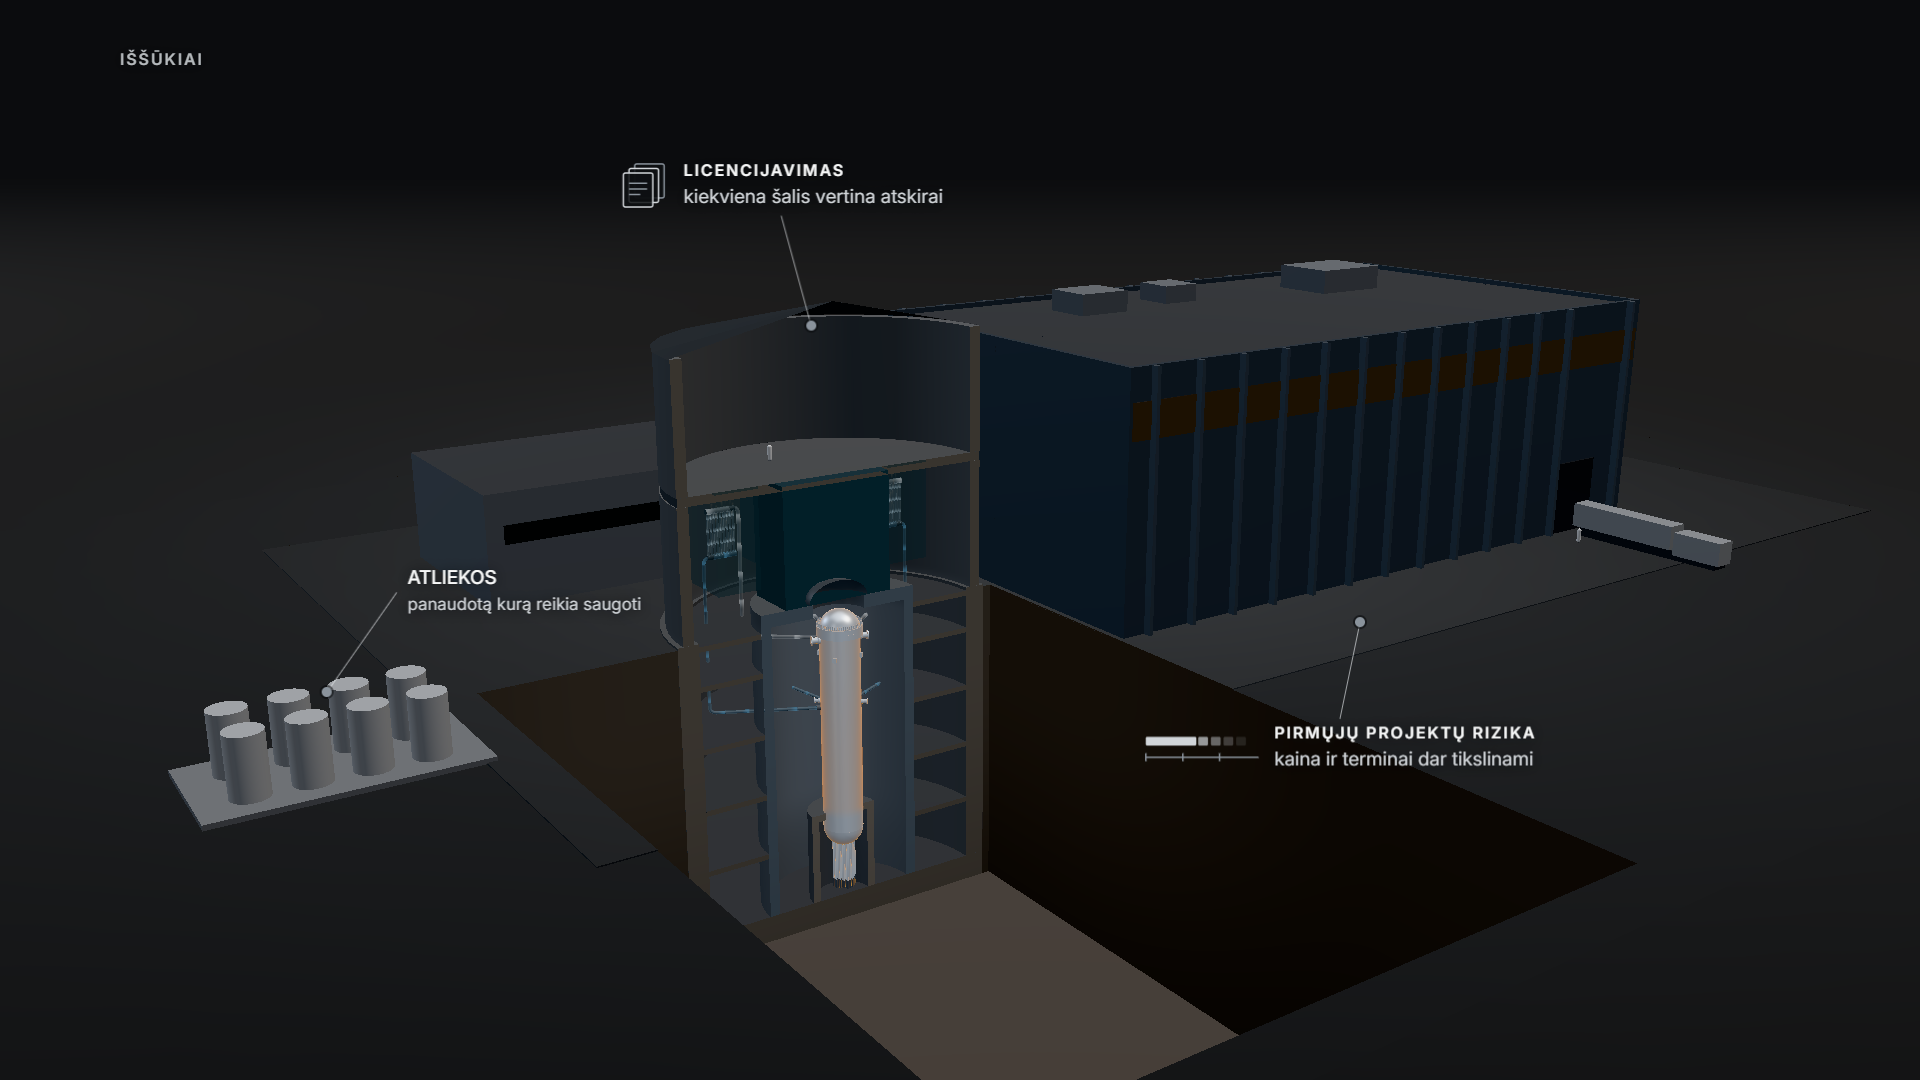 IŠŠŪKIAI
LICENCIJAVIMAS
kiekviena šalis vertina atskirai
ATLIEKOS
panaudotą kurą reikia saugoti
PIRMŲJŲ PROJEKTŲ RIZIKA
kaina ir terminai dar tikslinami